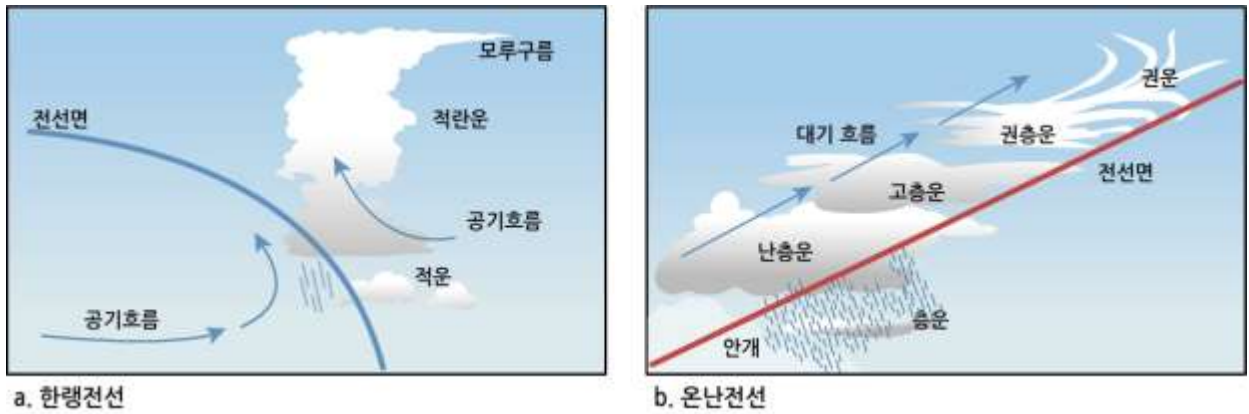 모루구름
전선면
적란운
공기흐름
적운
공기흐름
a. 한랭전선
권운
대기 흐름
권층운
전선면
고층운
난층운
층운
안개
b. 온난전선